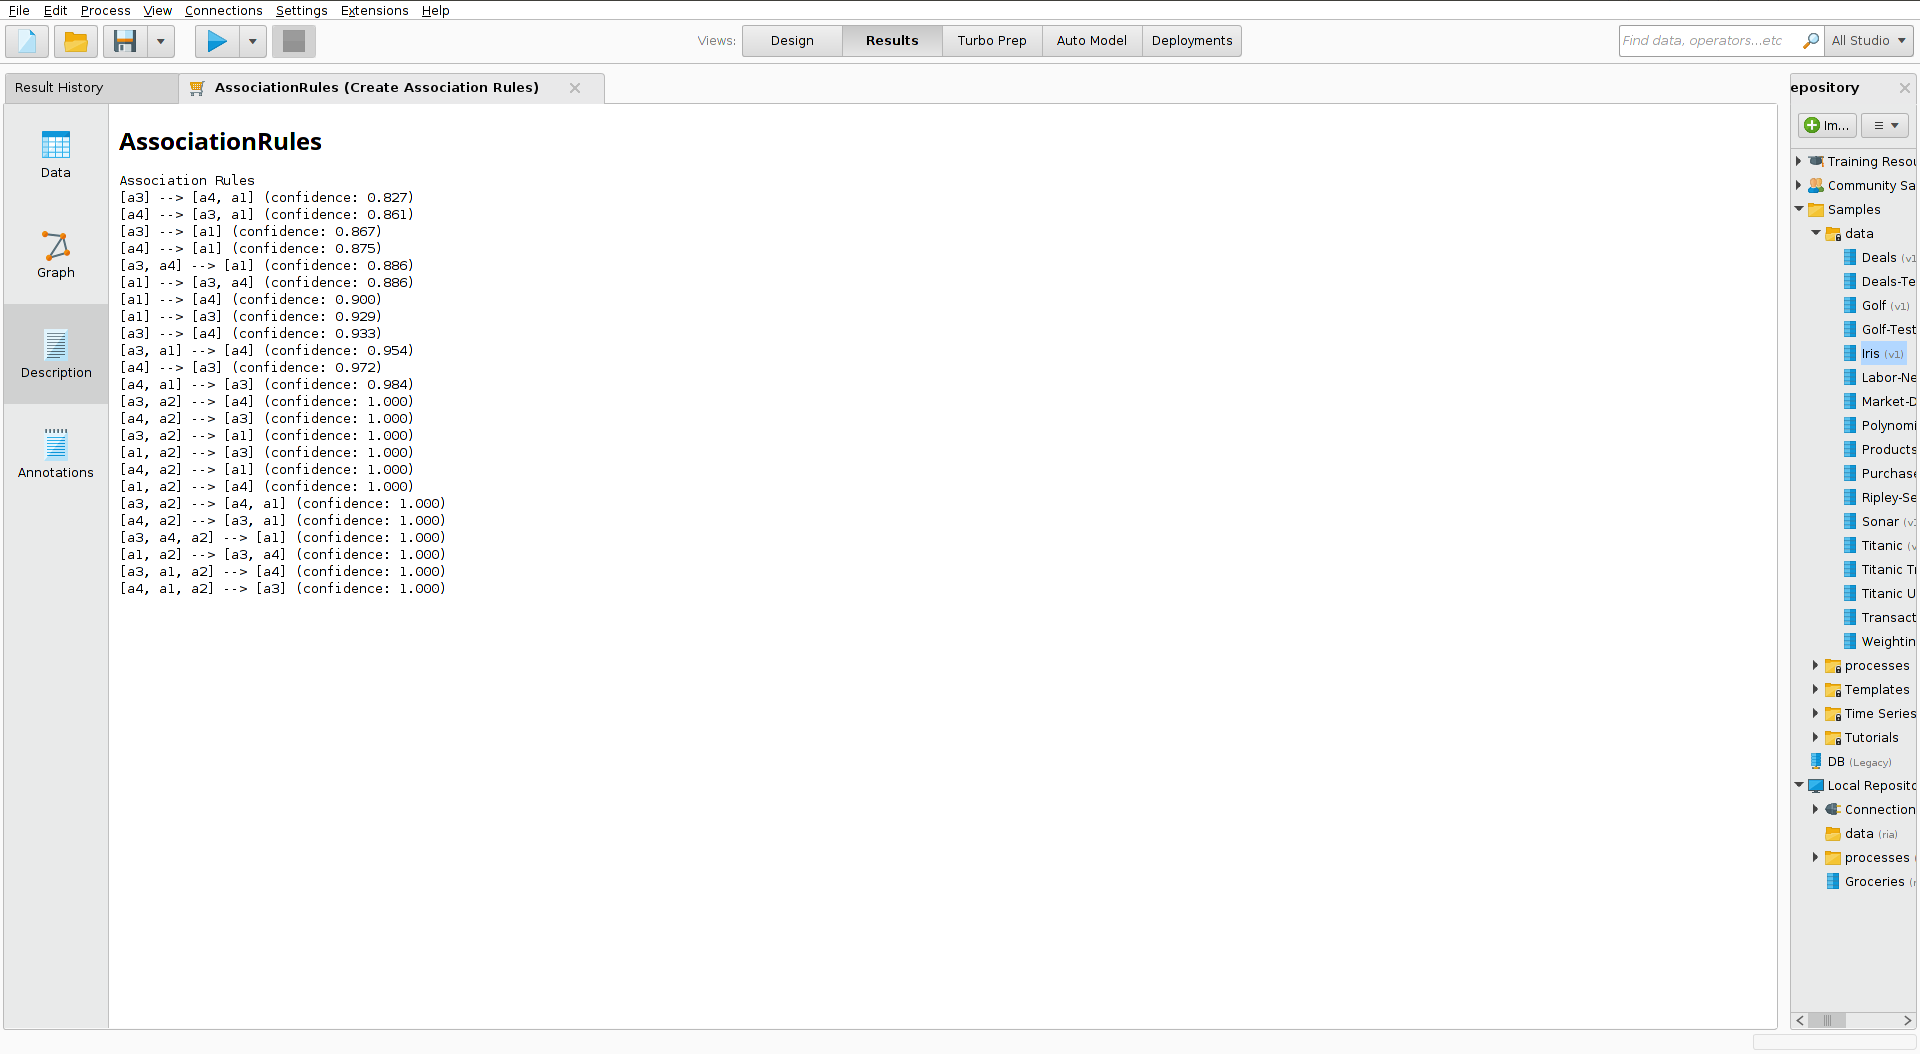 File Edit Process View Connections Settings Extensions Help
Views: Design Results Turbo Prep Auto Model Deployments
Find data, operators...etc
All Studio
Result History
AssociationRules (Create Association Rules)
epository
Im...
Data
Graph
Description
Annotations
AssociationRules
Association Rules
[a3] --> [a4, a1] (confidence: 0.827)
[a4] --> [a3, a1] (confidence: 0.861)
[a3] --> [a1] (confidence: 0.867)
[a4] --> [a1] (confidence: 0.875)
[a3, a4] --> [a1] (confidence: 0.886)
[a1] --> [a3, a4] (confidence: 0.886)
[a1] --> [a4] (confidence: 0.900)
[a1] --> [a3] (confidence: 0.929)
[a3] --> [a4] (confidence: 0.933)
[a3, a1] --> [a4] (confidence: 0.954)
[a4] --> [a3] (confidence: 0.972)
[a4, a1] --> [a3] (confidence: 0.984)
[a3, a2] --> [a4] (confidence: 1.000)
[a4, a2] --> [a3] (confidence: 1.000)
[a3, a2] --> [a1] (confidence: 1.000)
[a1, a2] --> [a3] (confidence: 1.000)
[a4, a2] --> [a1] (confidence: 1.000)
[a1, a2] --> [a4] (confidence: 1.000)
[a3, a2] --> [a4, a1] (confidence: 1.000)
[a4, a2] --> [a3, a1] (confidence: 1.000)
[a3, a4, a2] --> [a1] (confidence: 1.000)
[a1, a2] --> [a3, a4] (confidence: 1.000)
[a3, a1, a2] --> [a4] (confidence: 1.000)
[a4, a1, a2] --> [a3] (confidence: 1.000)
Training Resou
Community Sa
Samples
data
Deals (v1
Deals-Te
Golf (v1)
Golf-Test
Iris (v1)
Labor-Ne
Market-D
Polynomi
Products
Purchase
Ripley-Se
Sonar (v1
Titanic (v
Titanic Tr
Titanic U
Transact
Weightin
processes
Templates
Time Series
Tutorials
DB (Legacy)
Local Reposito
Connection
data (ria)
processes (
Groceries (r